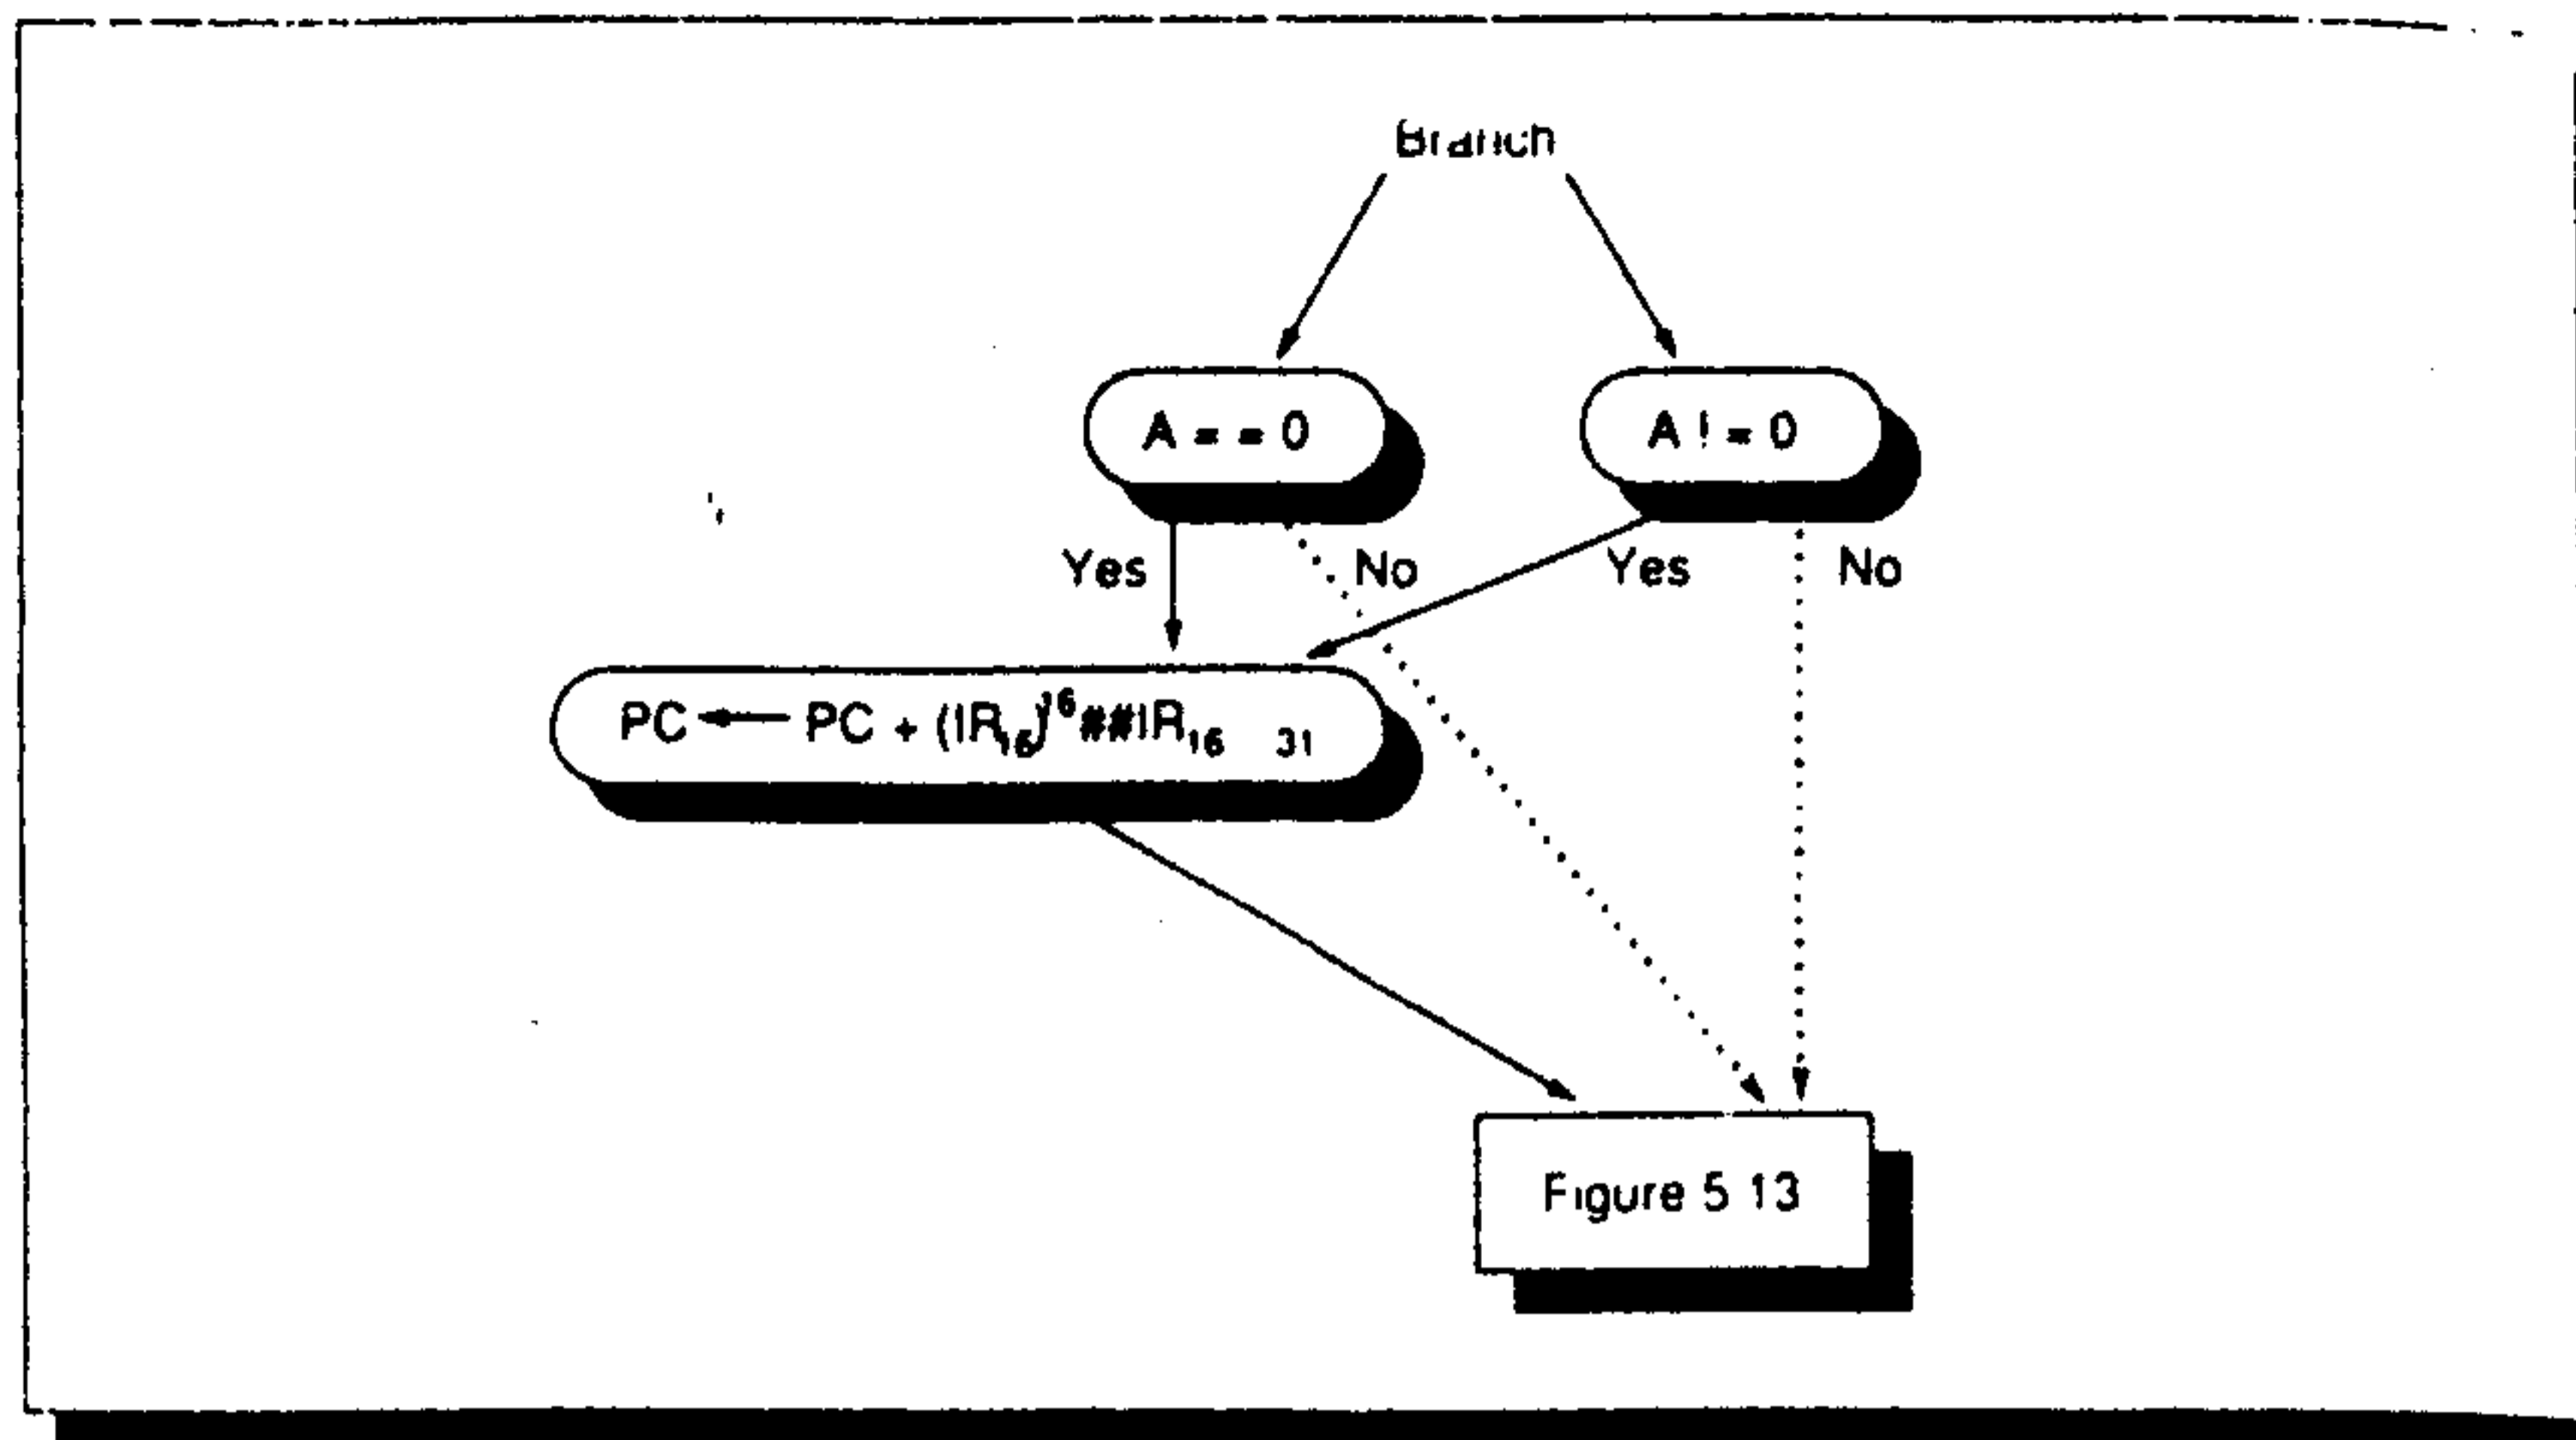 Branch
A = = 0
A ! = 0
Yes
No
Yes
No
PC ← PC + (IR₁₆)¹⁶##IR₁₆ ₃₁
Figure 5 13